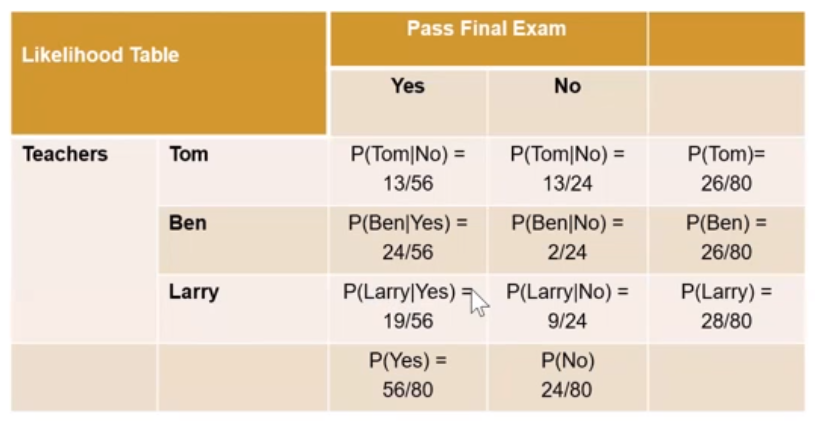 Pass Final Exam
Likelihood Table
Yes No
Teachers Tom P(Tom|No) = P(Tom|No) = P(Tom)=
13/56 13/24 26/80
Ben P(Ben|Yes) = P(Ben|No) = P(Ben) =
24/56 2/24 26/80
Larry P(Larry|Yes) = P(Larry|No) = P(Larry) =
19/56 9/24 28/80
P(Yes) = P(No)
56/80 24/80